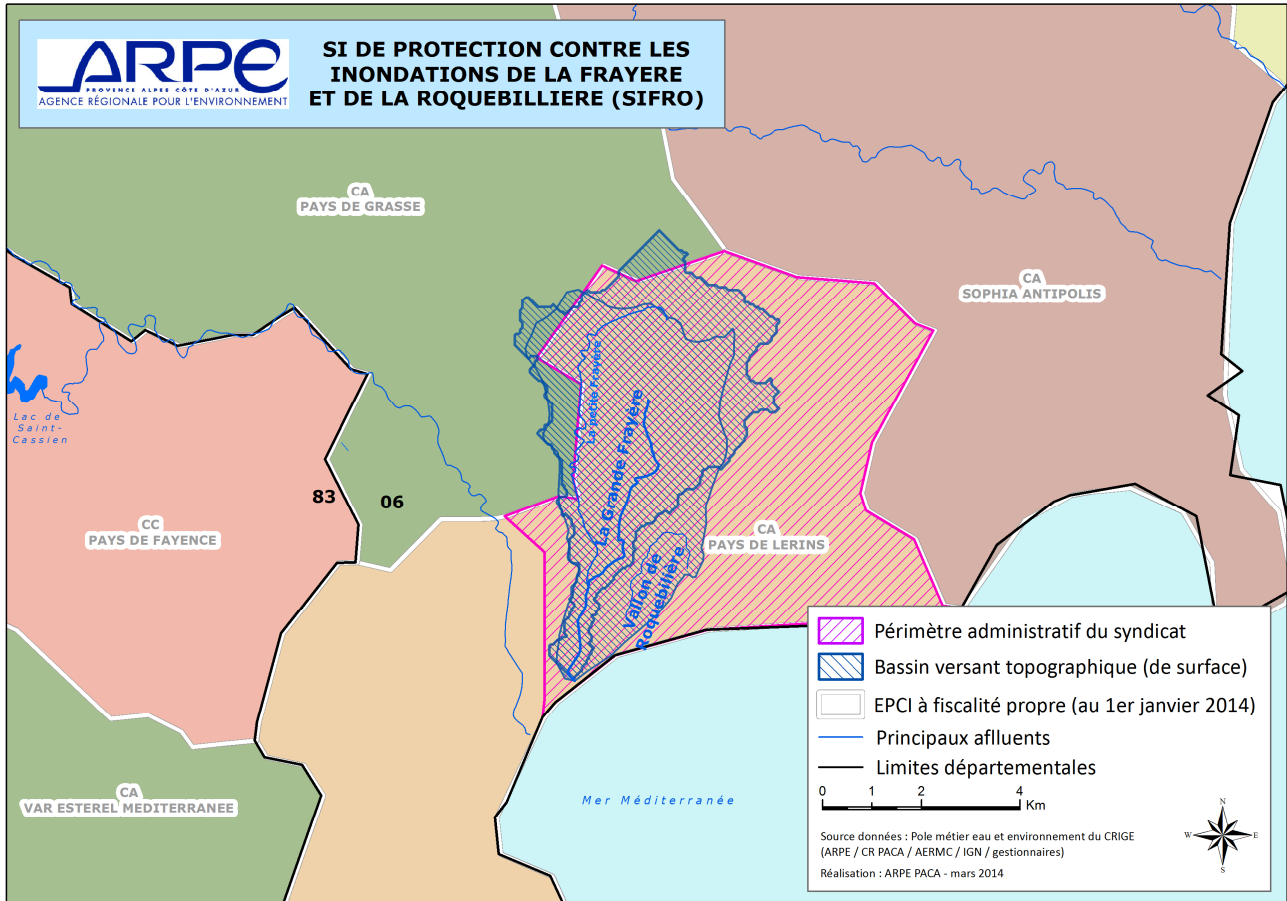 ARPE
PROVENCE ALPES CÔTE D'AZUR
AGENCE RÉGIONALE POUR L'ENVIRONNEMENT
SI DE PROTECTION CONTRE LES
INONDATIONS DE LA FRAYERE
ET DE LA ROQUEBILLIERE (SIFRO)
CA
PAYS DE GRASSE
CA
SOPHIA ANTIPOLIS
Lac de
Saint-
Cassien
La petite Frayère
La Grande Frayère
83
06
CC
PAYS DE FAYENCE
CA
PAYS DE LERINS
Vallon de
Roquebilière
CA
VAR ESTEREL MEDITERRANEE
Mer Méditerranée
Périmètre administratif du syndicat
Bassin versant topographique (de surface)
EPCI à fiscalité propre (au 1er janvier 2014)
Principaux aflluents
Limites départementales
0 1 2 4
Km
Source données : Pole métier eau et environnement du CRIGE
(ARPE / CR PACA / AERMC / IGN / gestionnaires)
Réalisation : ARPE PACA - mars 2014
N
W E
S